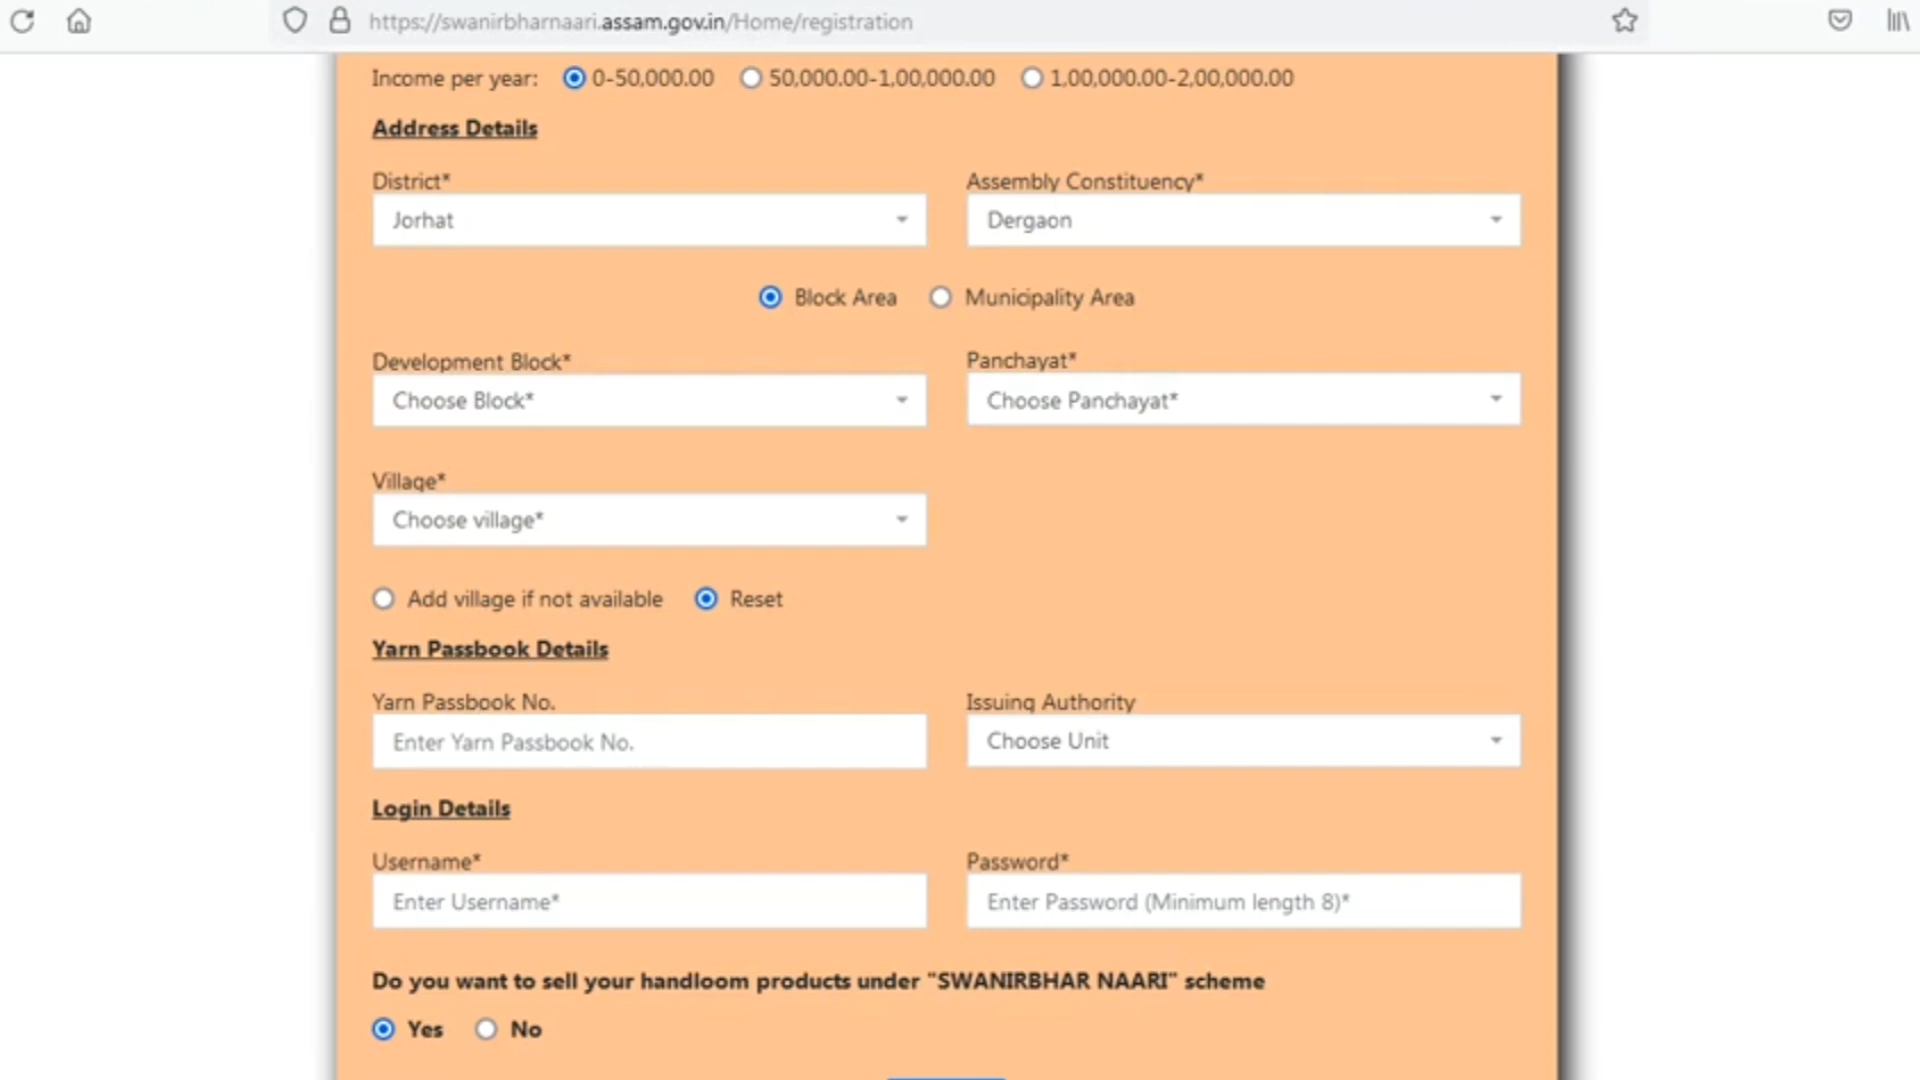 https://swanirbharnaari.assam.gov.in/Home/registration
Income per year: 0-50,000.00 50,000.00-1,00,000.00 1,00,000.00-2,00,000.00
Address Details
District* Assembly Constituency*
Jorhat Dergaon
Block Area Municipality Area
Development Block* Panchayat*
Choose Block* Choose Panchayat*
Village*
Choose village*
Add village if not available Reset
Yarn Passbook Details
Yarn Passbook No. Issuing Authority
Enter Yarn Passbook No. Choose Unit
Login Details
Username* Password*
Enter Username* Enter Password (Minimum length 8)*
Do you want to sell your handloom products under "SWANIRBHAR NAARI" scheme
Yes No